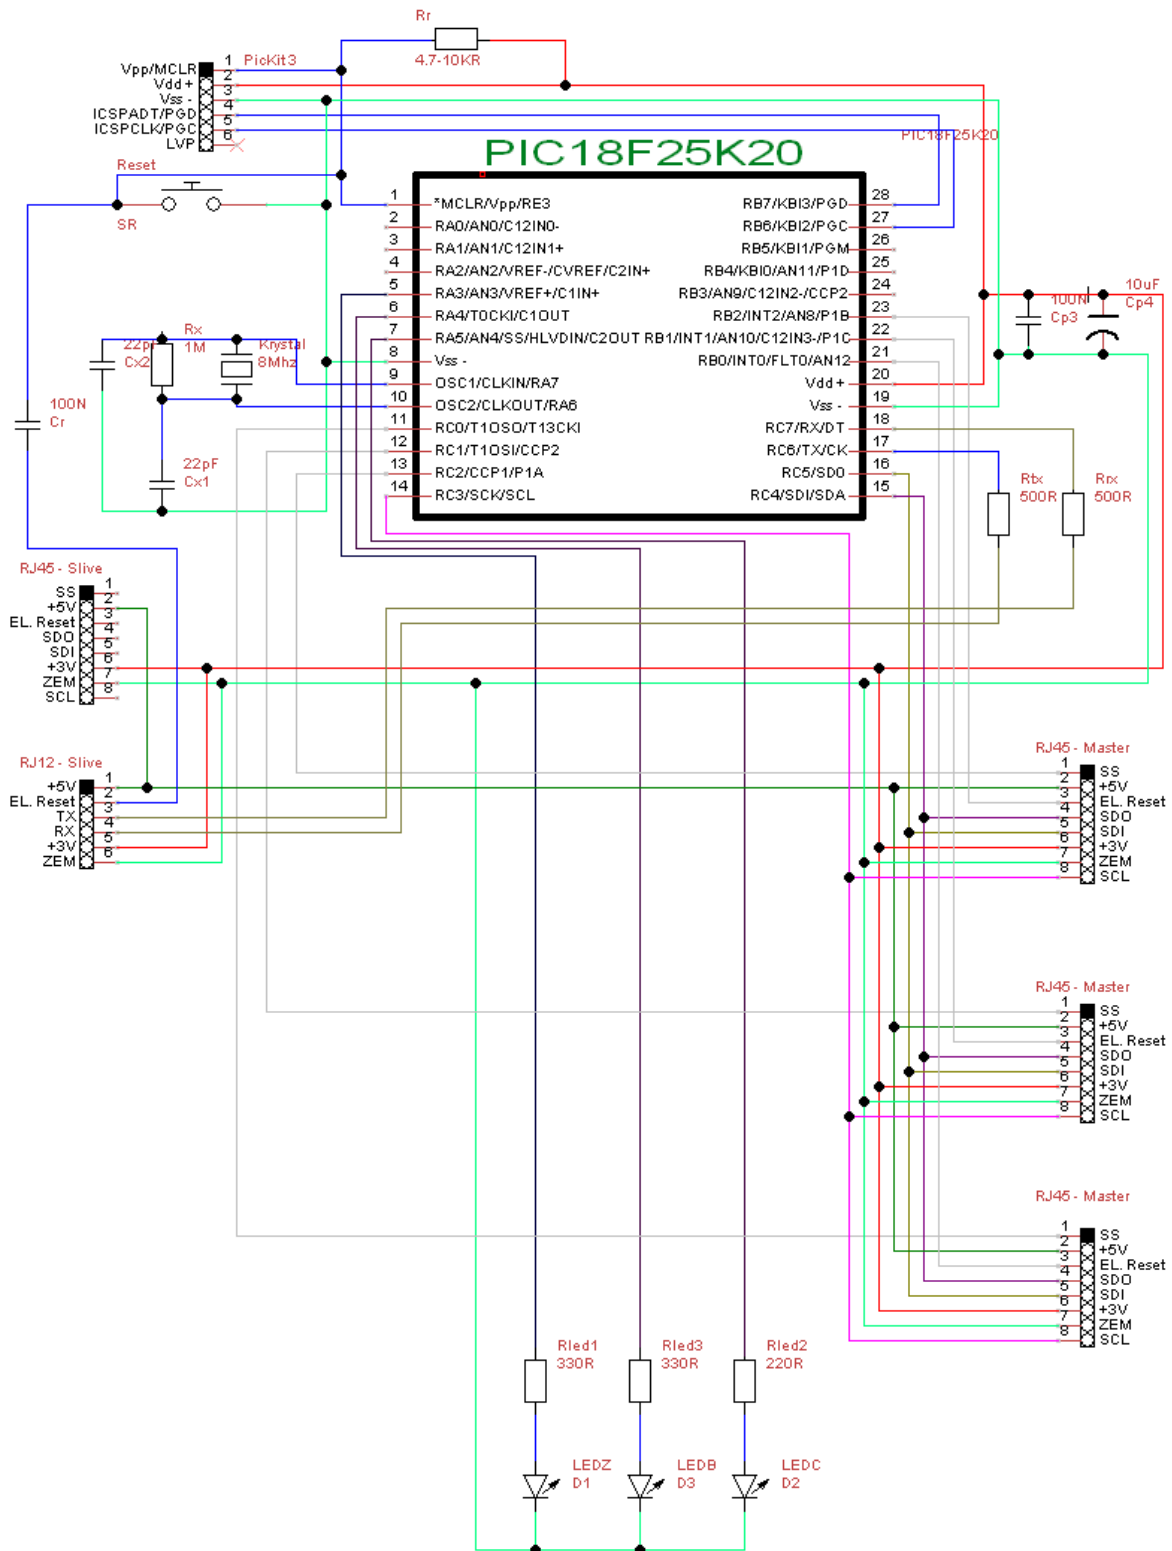 Rr
4.7-10KR
PicKit3
Vpp/MCLR 1
Vdd + 2
Vss - 3
ICSPADT/PGD 4
ICSPCLK/PGC 5
LVP 6
PIC18F25K20
PIC18F25K20
Reset
SR
1 *MCLR/Vpp/RE3
2 RA0/AN0/C12IN0-
3 RA1/AN1/C12IN1+
4 RA2/AN2/VREF-/CVREF/C2IN+
5 RA3/AN3/VREF+/C1IN+
6 RA4/T0CKI/C1OUT
7 RA5/AN4/SS/HLVDIN/C2OUT
8 Vss -
9 OSC1/CLKIN/RA7
10 OSC2/CLKOUT/RA6
11 RC0/T1OSO/T13CKI
12 RC1/T1OSI/CCP2
13 RC2/CCP1/P1A
14 RC3/SCK/SCL
RB7/KBI3/PGD 28
RB6/KBI2/PGC 27
RB5/KBI1/PGM 26
RB4/KBI0/AN11/P1D 25
RB3/AN9/C12IN2-/CCP2 24
RB2/INT2/AN8/P1B 23
RB1/INT1/AN10/C12IN3-/P1C 22
RB0/INT0/FLT0/AN12 21
Vdd + 20
Vss - 19
RC7/RX/DT 18
RC6/TX/CK 17
RC5/SDO 16
RC4/SDI/SDA 15
100N
Cp3
10uF
Cp4
22p
Cx2
Rx
1M
Krystal
8Mhz
100N
Cr
22pF
Cx1
Rtx
500R
Rrx
500R
RJ45 - Slive
SS 1
+5V 2
EL. Reset 3
SDO 4
SDI 5
+3V 6
ZEM 7
SCL 8
RJ12 - Slive
+5V 1
EL. Reset 2
TX 3
RX 4
+3V 5
ZEM 6
RJ45 - Master
1 SS
2 +5V
3 EL. Reset
4 SDO
5 SDI
6 +3V
7 ZEM
8 SCL
RJ45 - Master
1 SS
2 +5V
3 EL. Reset
4 SDO
5 SDI
6 +3V
7 ZEM
8 SCL
RJ45 - Master
1 SS
2 +5V
3 EL. Reset
4 SDO
5 SDI
6 +3V
7 ZEM
8 SCL
Rled1
330R
Rled3
330R
Rled2
220R
LEDZ
D1
LEDB
D3
LEDC
D2